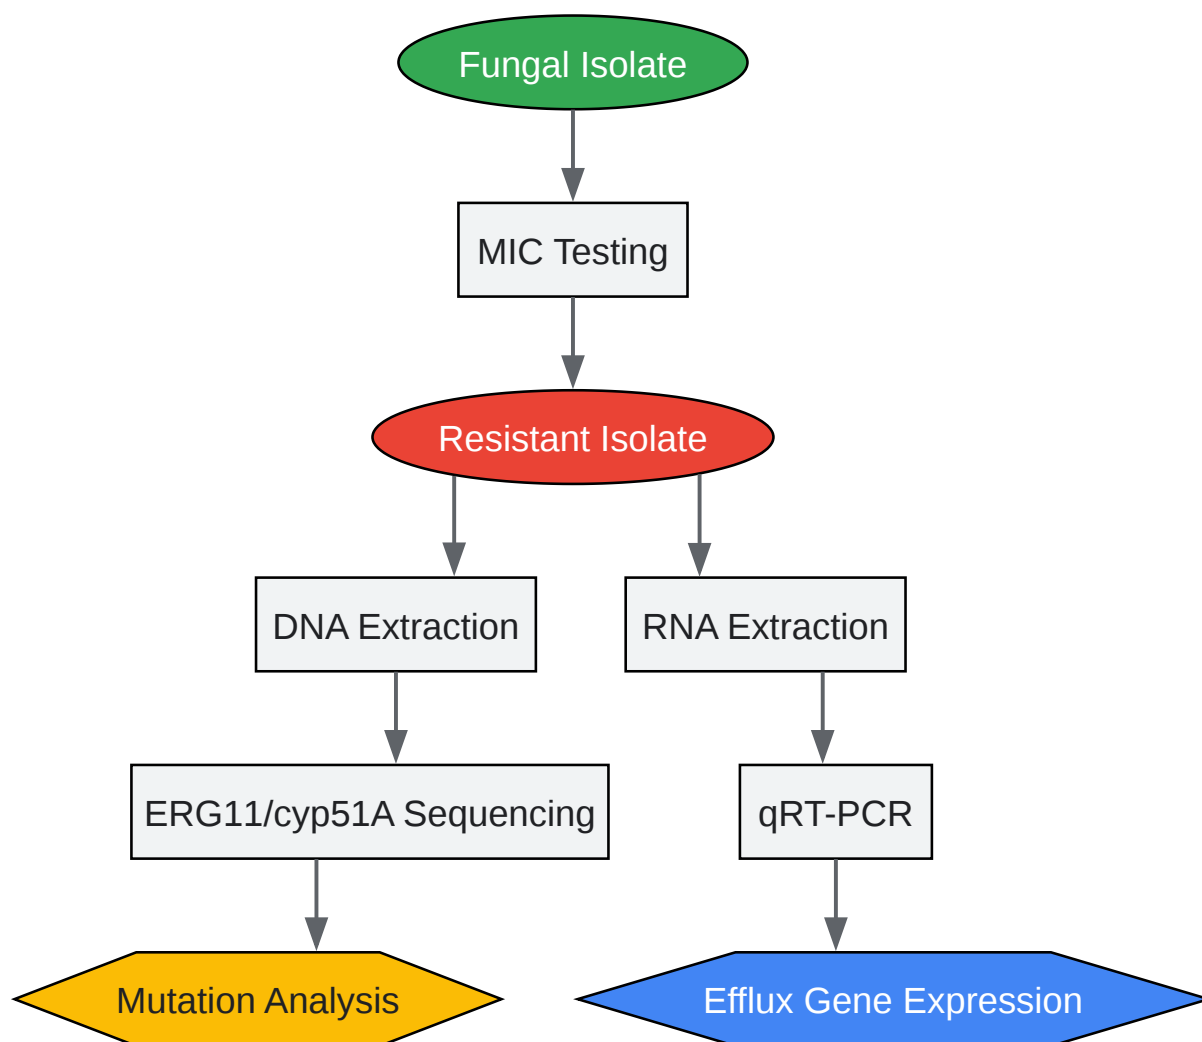 Fungal Isolate
MIC Testing
Resistant Isolate
DNA Extraction
RNA Extraction
ERG11/cyp51A Sequencing
qRT-PCR
Mutation Analysis
Efflux Gene Expression